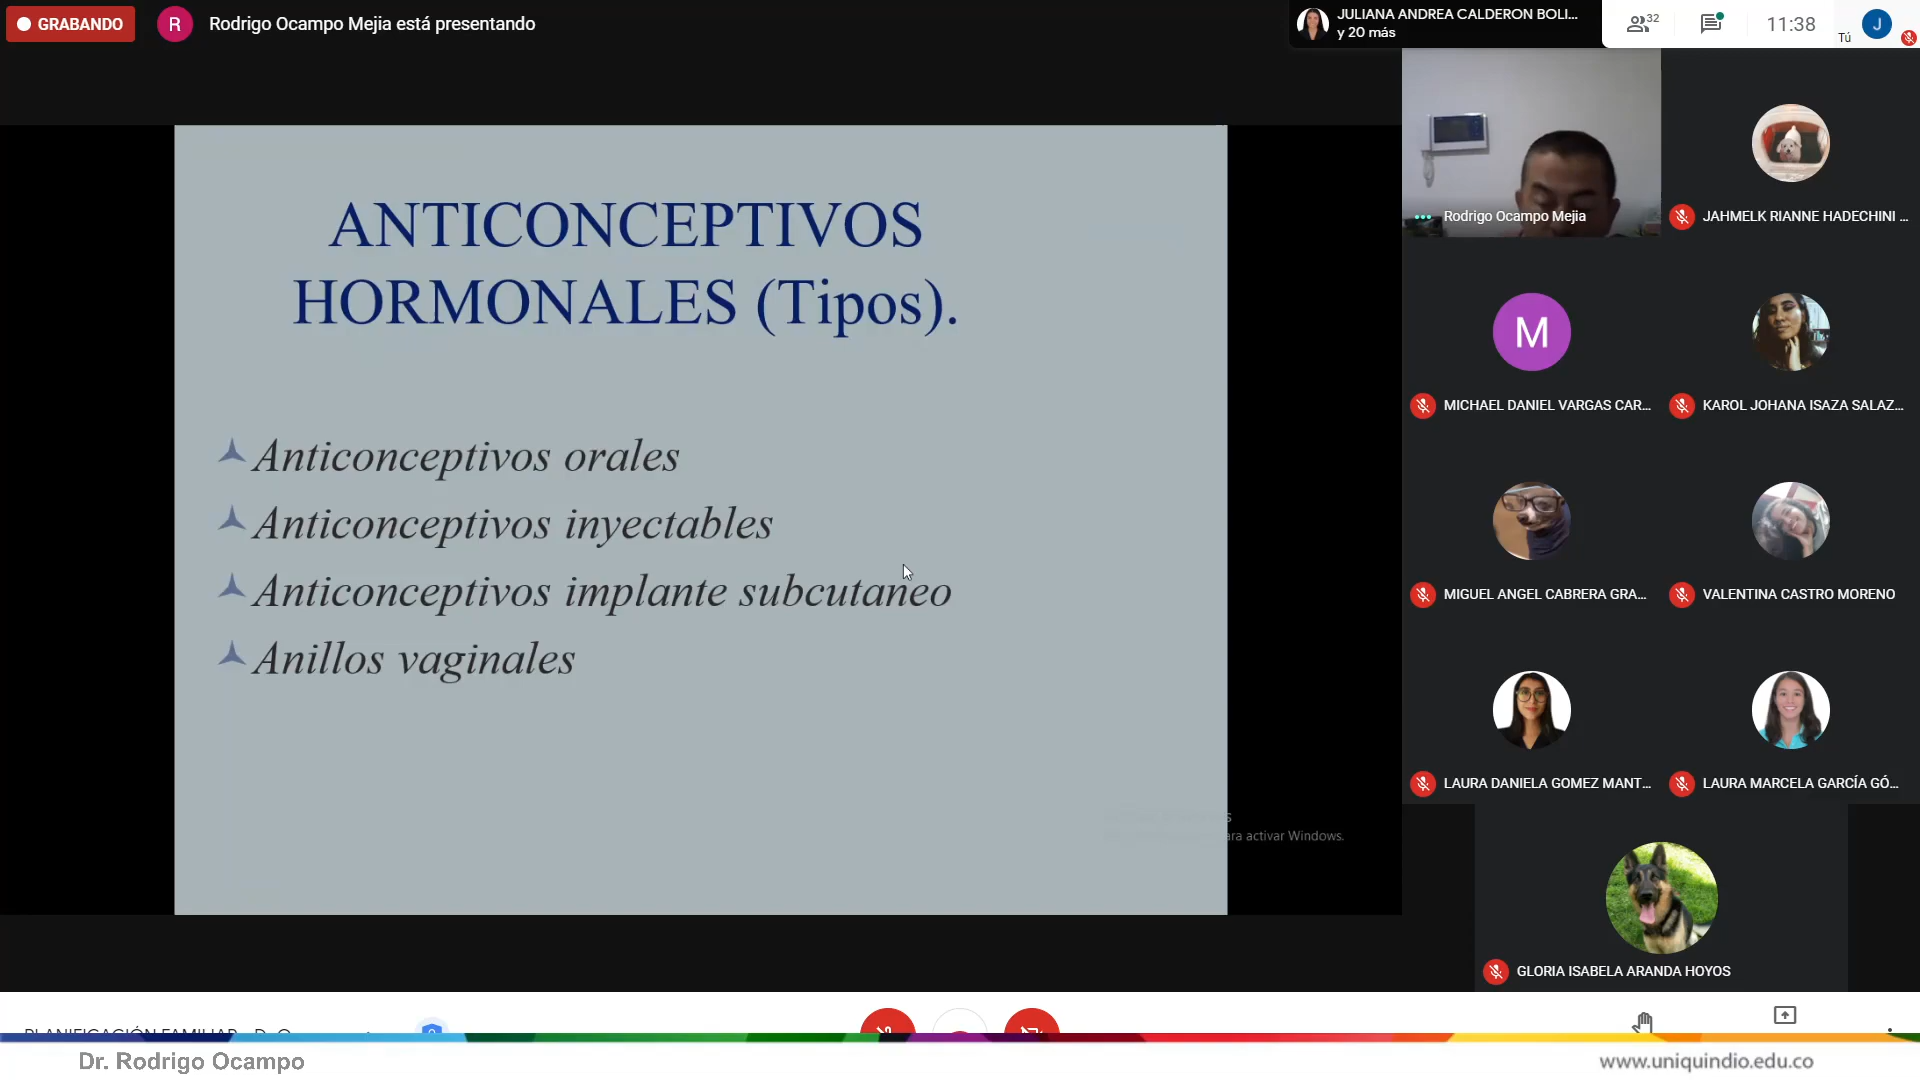 GRABANDO
R
Rodrigo Ocampo Mejia está presentando
JULIANA ANDREA CALDERON BOLI...
y 20 más
32
11:38
Tú
J
ANTICONCEPTIVOS
HORMONALES (Tipos).
Anticonceptivos orales
Anticonceptivos inyectables
Anticonceptivos implante subcutaneo
Anillos vaginales
para activar Windows.
Rodrigo Ocampo Mejia
JAHMELK RIANNE HADECHINI ...
M
MICHAEL DANIEL VARGAS CAR...
KAROL JOHANA ISAZA SALAZ...
MIGUEL ANGEL CABRERA GRA...
VALENTINA CASTRO MORENO
LAURA DANIELA GOMEZ MANT...
LAURA MARCELA GARCÍA GÓ...
GLORIA ISABELA ARANDA HOYOS
PLANIFICACIÓN FAMILIAR
Dr. Rodrigo Ocampo
www.uniquindio.edu.co